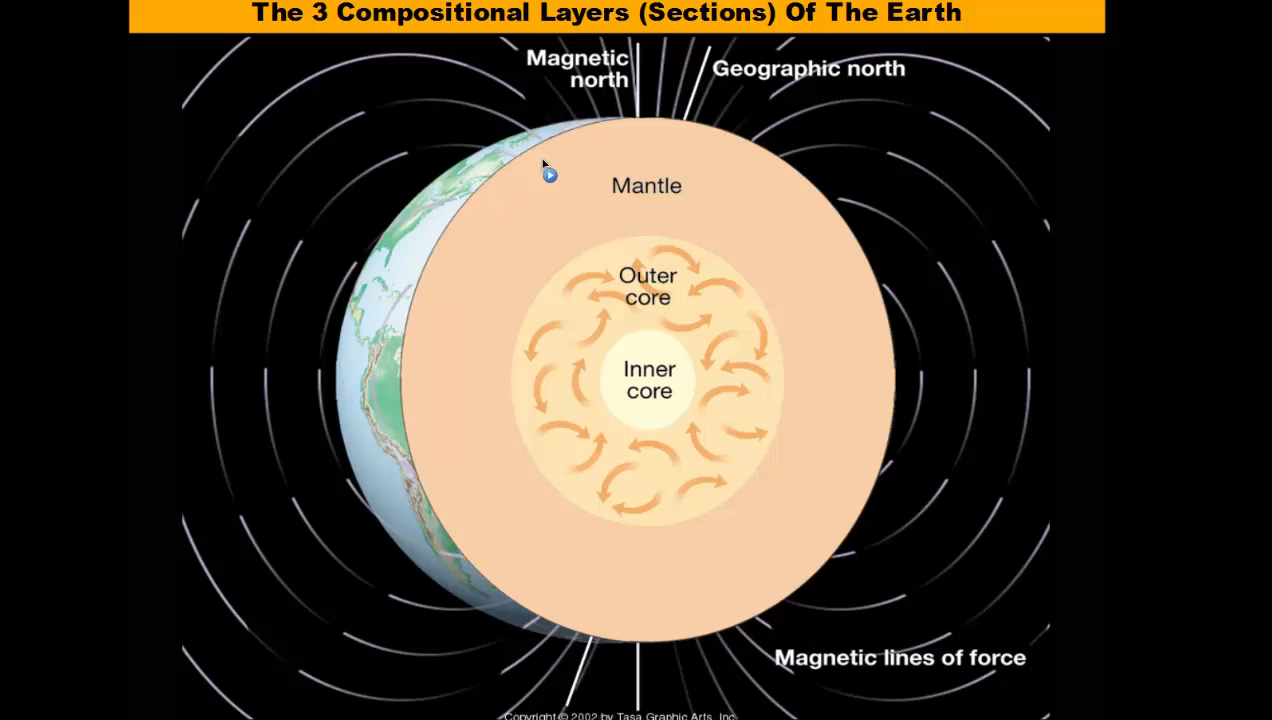 The 3 Compositional Layers (Sections) Of The Earth
Magnetic
north
Geographic north
Mantle
Outer
core
Inner
core
Magnetic lines of force
Copyright © 2002 by Tasa Graphic Arts, Inc.